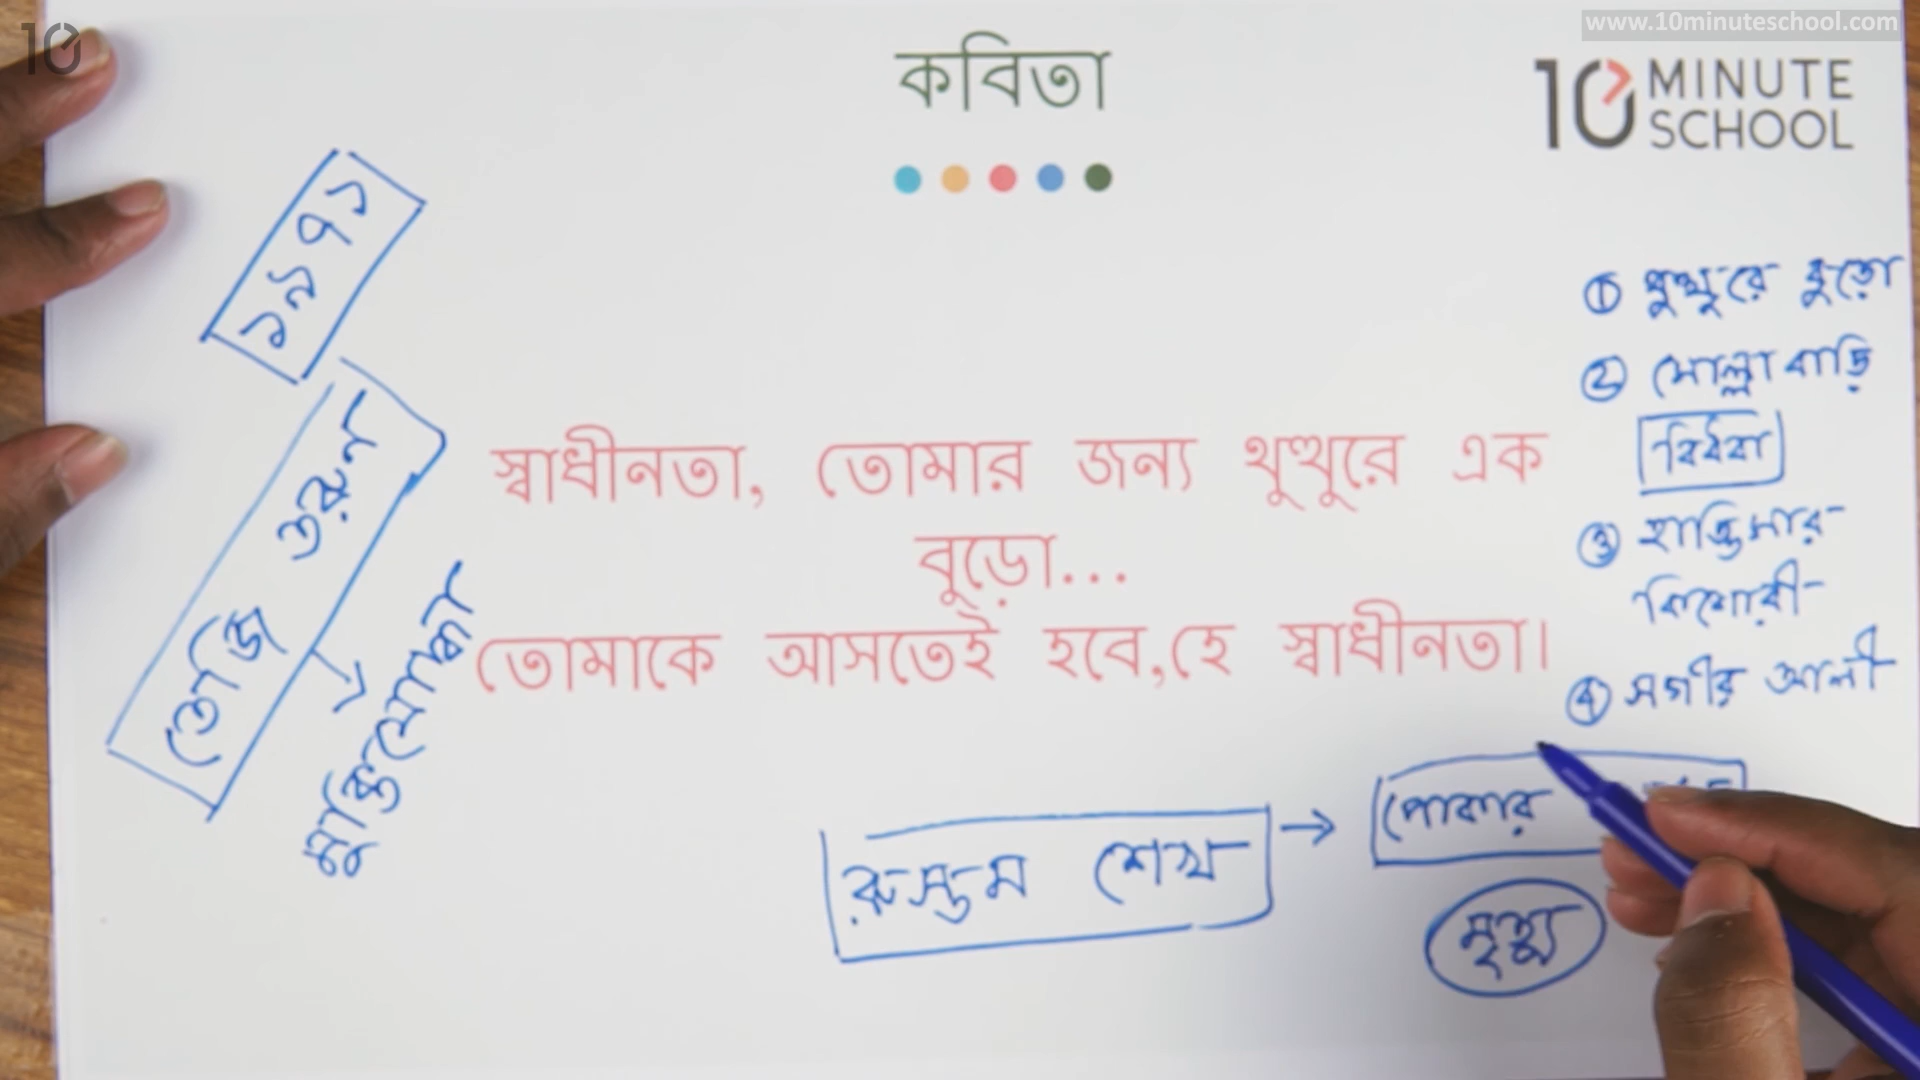 10
www.10minuteschool.com
কবিতা
10 MINUTE
SCHOOL
১৯৭১
তেজি তরুণ
মুক্তিযোদ্ধা
স্বাধীনতা, তোমার জন্য থুত্থুরে এক
বুড়ো...
তোমাকে আসতেই হবে,হে স্বাধীনতা।
① থুত্থুরে বুড়ো
② মোল্লাবাড়ি
বিধবা
③ হাড্ডিসার
কিশোরী
④ সগীর আলী
রুস্তম শেখ → পোকার
মৃত্যু